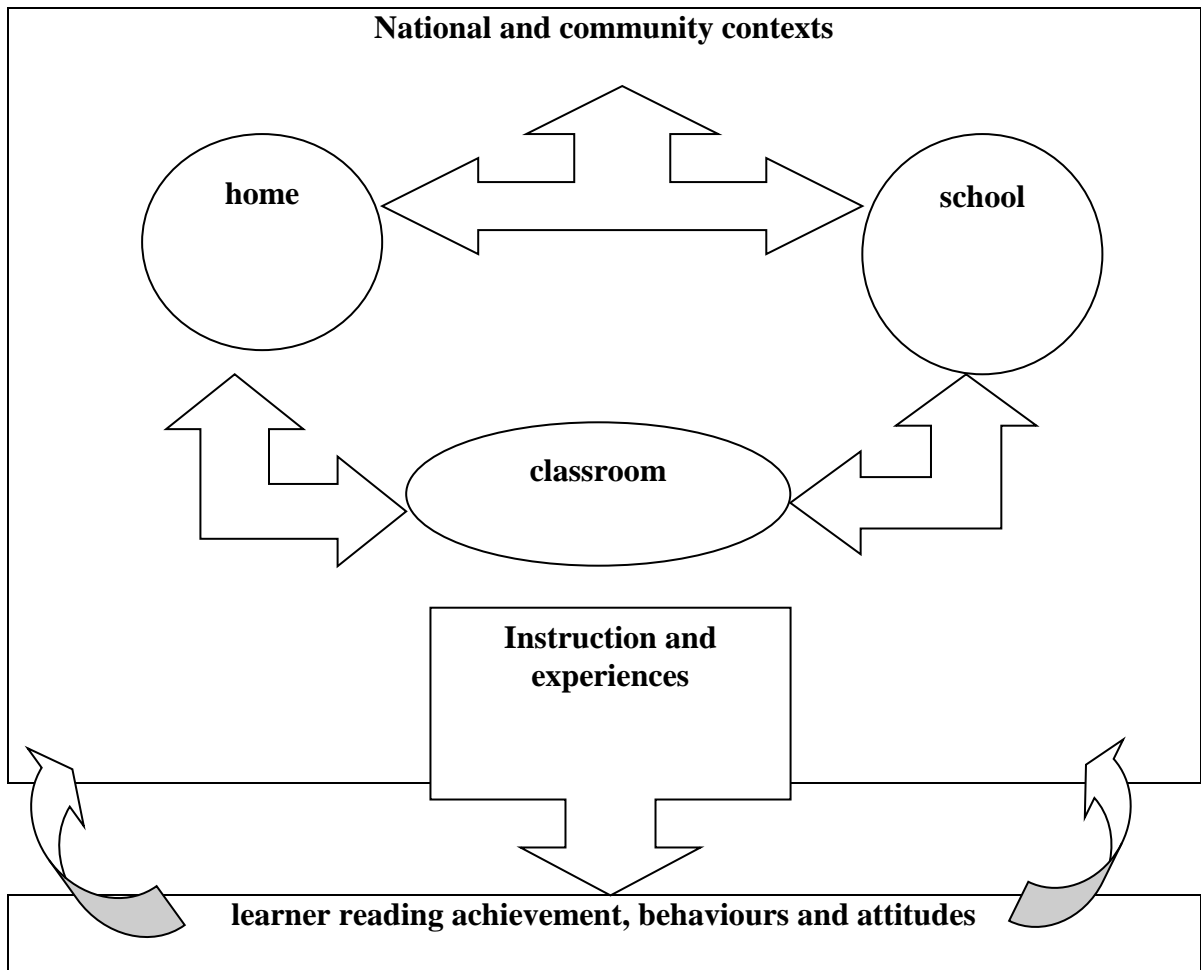 National and community contexts
home
school
classroom
Instruction and
experiences
learner reading achievement, behaviours and attitudes